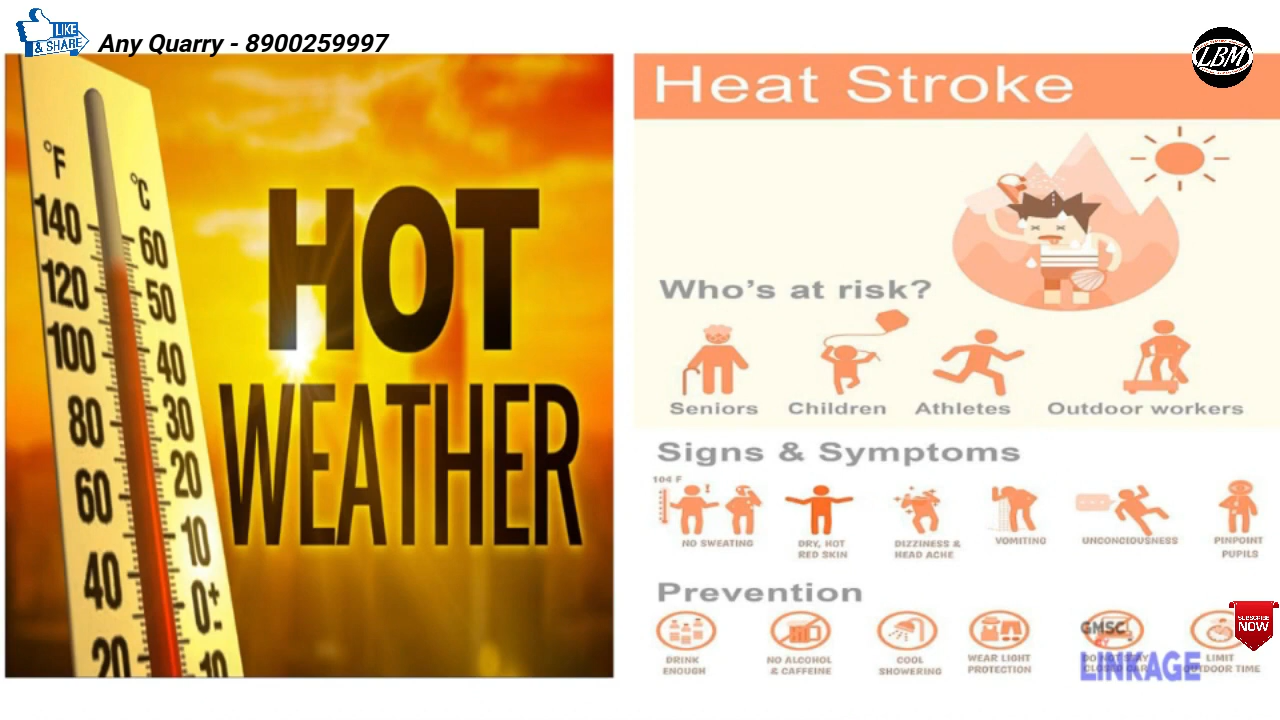 LIKE
& SHARE
Any Quarry - 8900259997
LBM
°F
°C
140
60
120
50
100
40
80
30
60
20
40
10
0
20
10
HOT
WEATHER
Heat Stroke
Who's at risk?
Seniors Children Athletes Outdoor workers
Signs & Symptoms
104 F
NO SWEATING
DRY, HOT
RED SKIN
DIZZINESS &
HEAD ACHE
VOMITING
UNCONCIOUSNESS
PINPOINT
PUPILS
Prevention
DRINK
ENOUGH
NO ALCOHOL
& CAFFEINE
COOL
SHOWERING
WEAR LIGHT
PROTECTION
GMSC
LINKAGE
LIMIT
OUTDOOR TIME
SUBSCRIBE
NOW